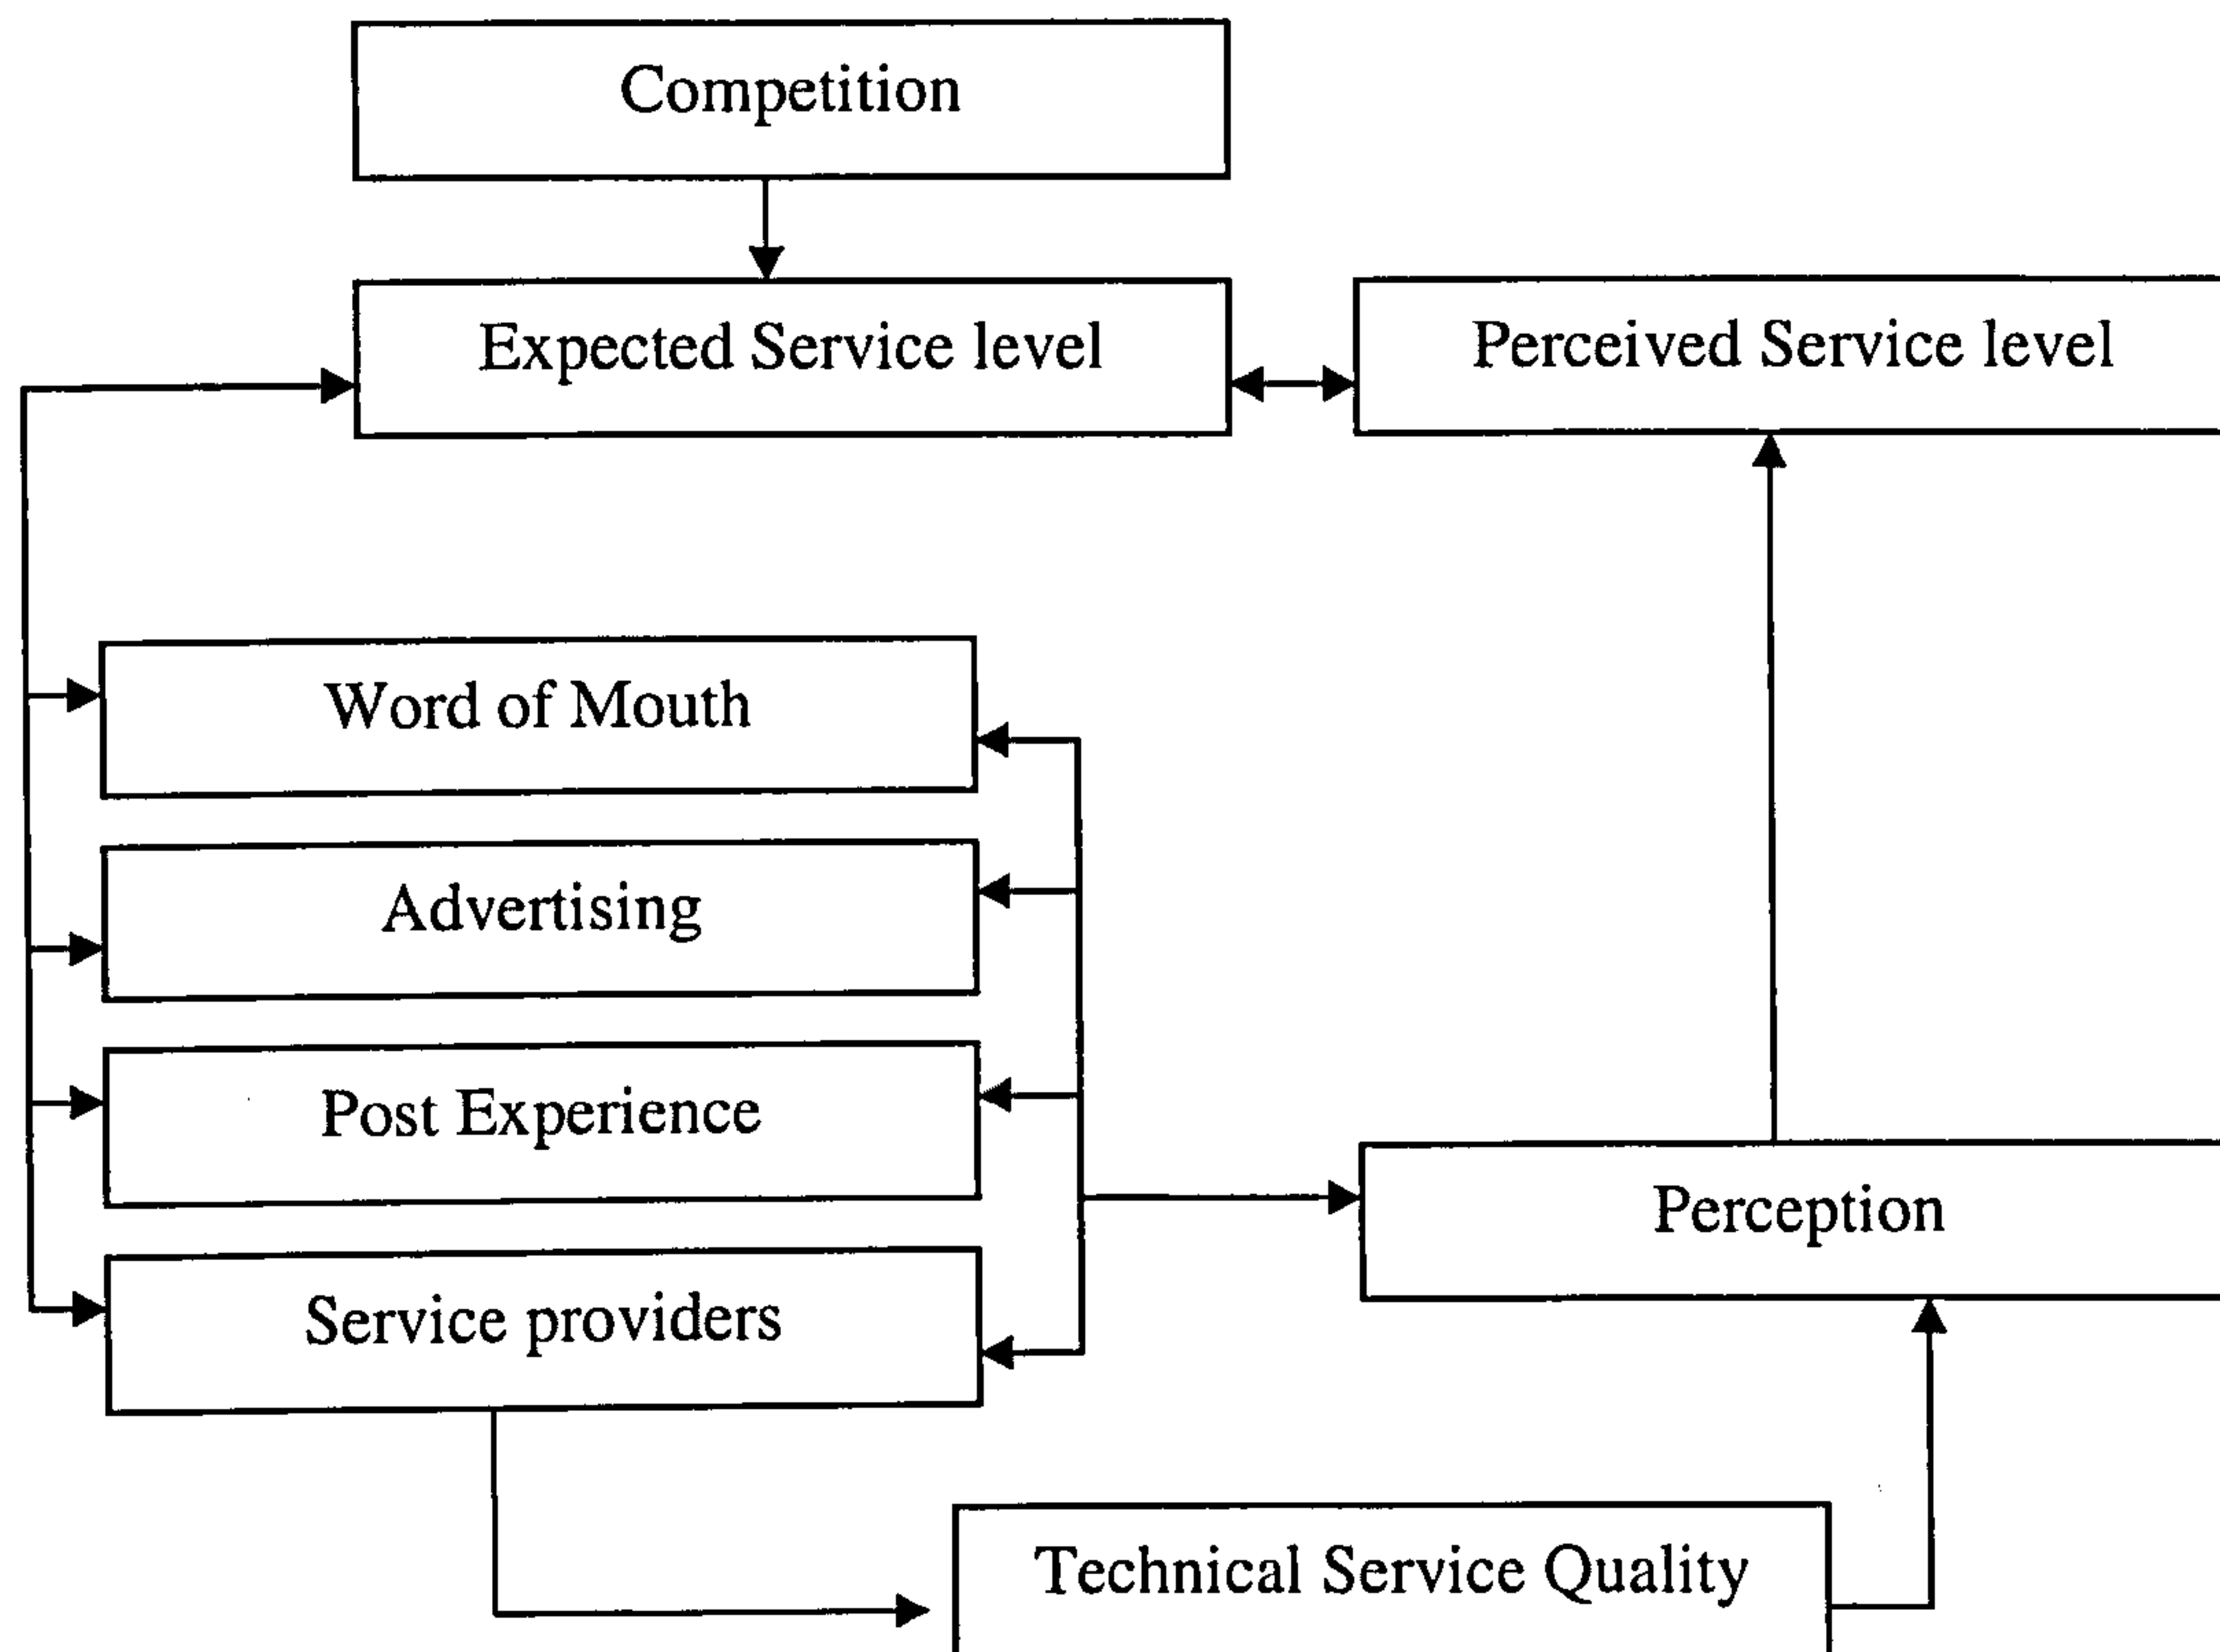 Competition
Expected Service level
Perceived Service level
Word of Mouth
Advertising
Post Experience
Perception
Service providers
Technical Service Quality